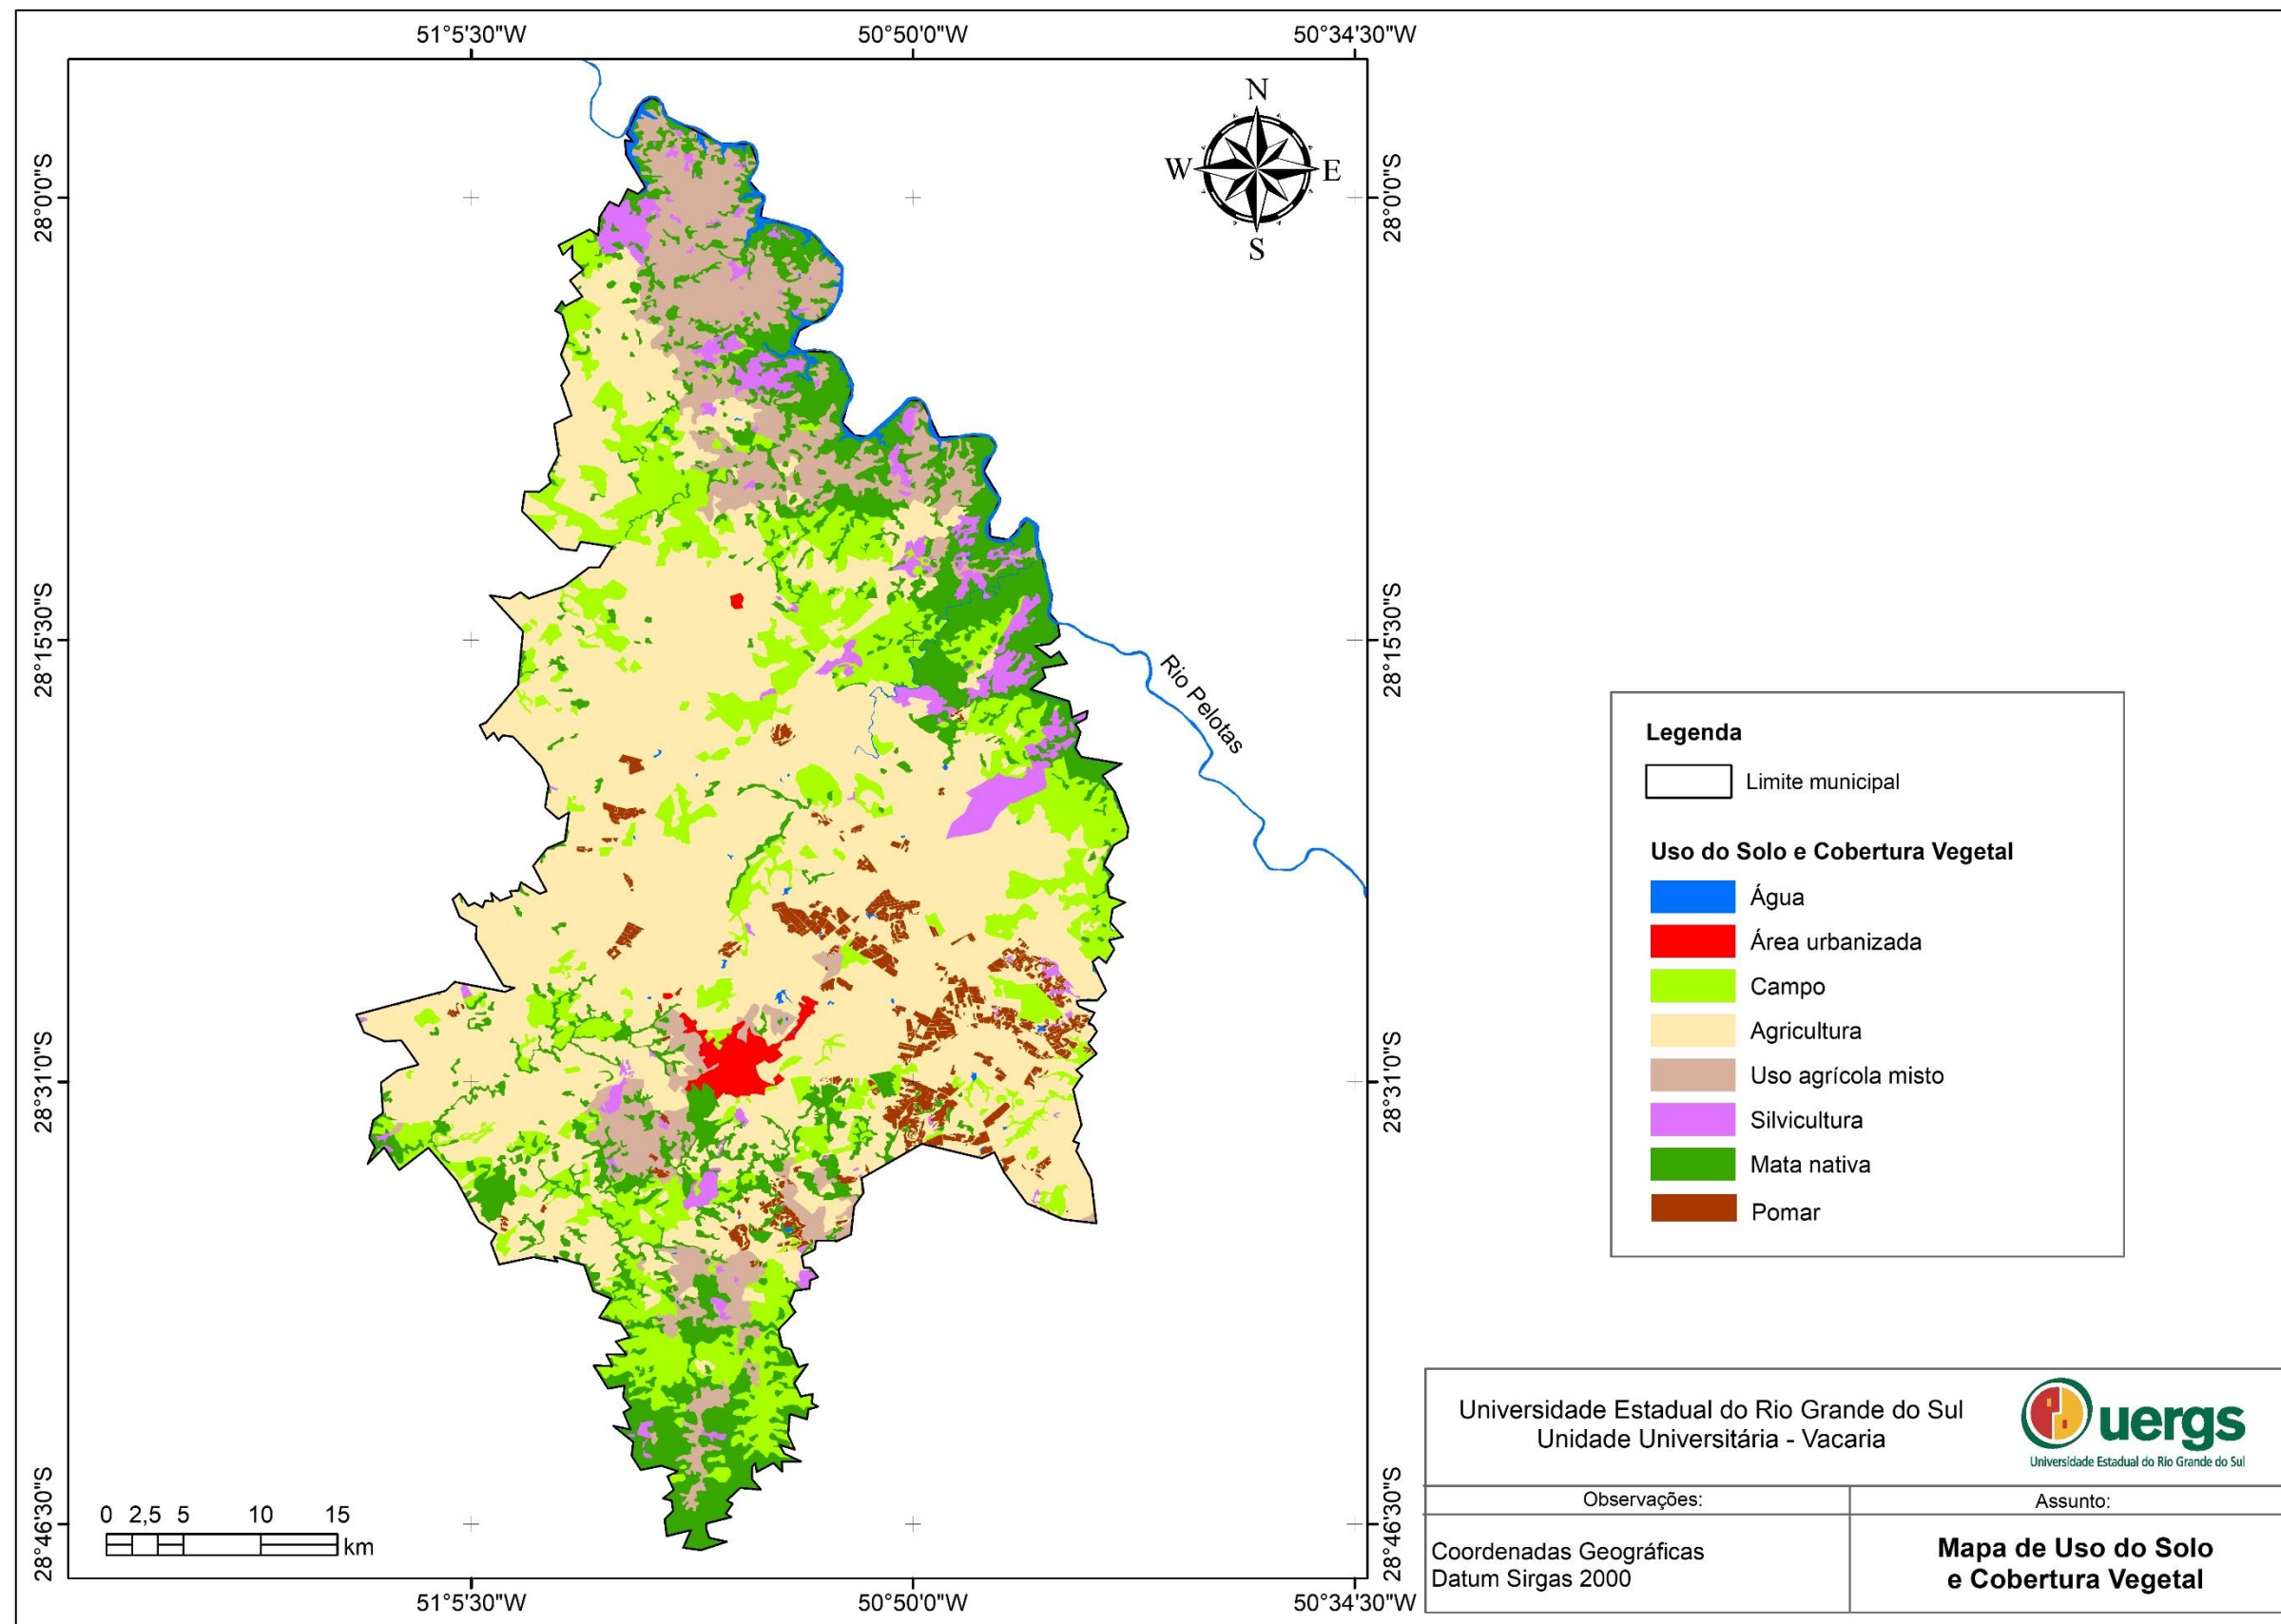 51°5'30"W
50°50'0"W
50°34'30"W
N
W
E
S
28°0'0"S
28°0'0"S
28°15'30"S
28°15'30"S
Rio Pelotas
28°31'0"S
28°31'0"S
28°46'30"S
28°46'30"S
0 2,5 5 10 15
km
51°5'30"W
50°50'0"W
50°34'30"W
Legenda
Limite municipal
Uso do Solo e Cobertura Vegetal
Água
Área urbanizada
Campo
Agricultura
Uso agrícola misto
Silvicultura
Mata nativa
Pomar
Universidade Estadual do Rio Grande do Sul
Unidade Universitária - Vacaria
uergs
Universidade Estadual do Rio Grande do Sul
Observações:
Coordenadas Geográficas
Datum Sirgas 2000
Assunto:
Mapa de Uso do Solo
e Cobertura Vegetal